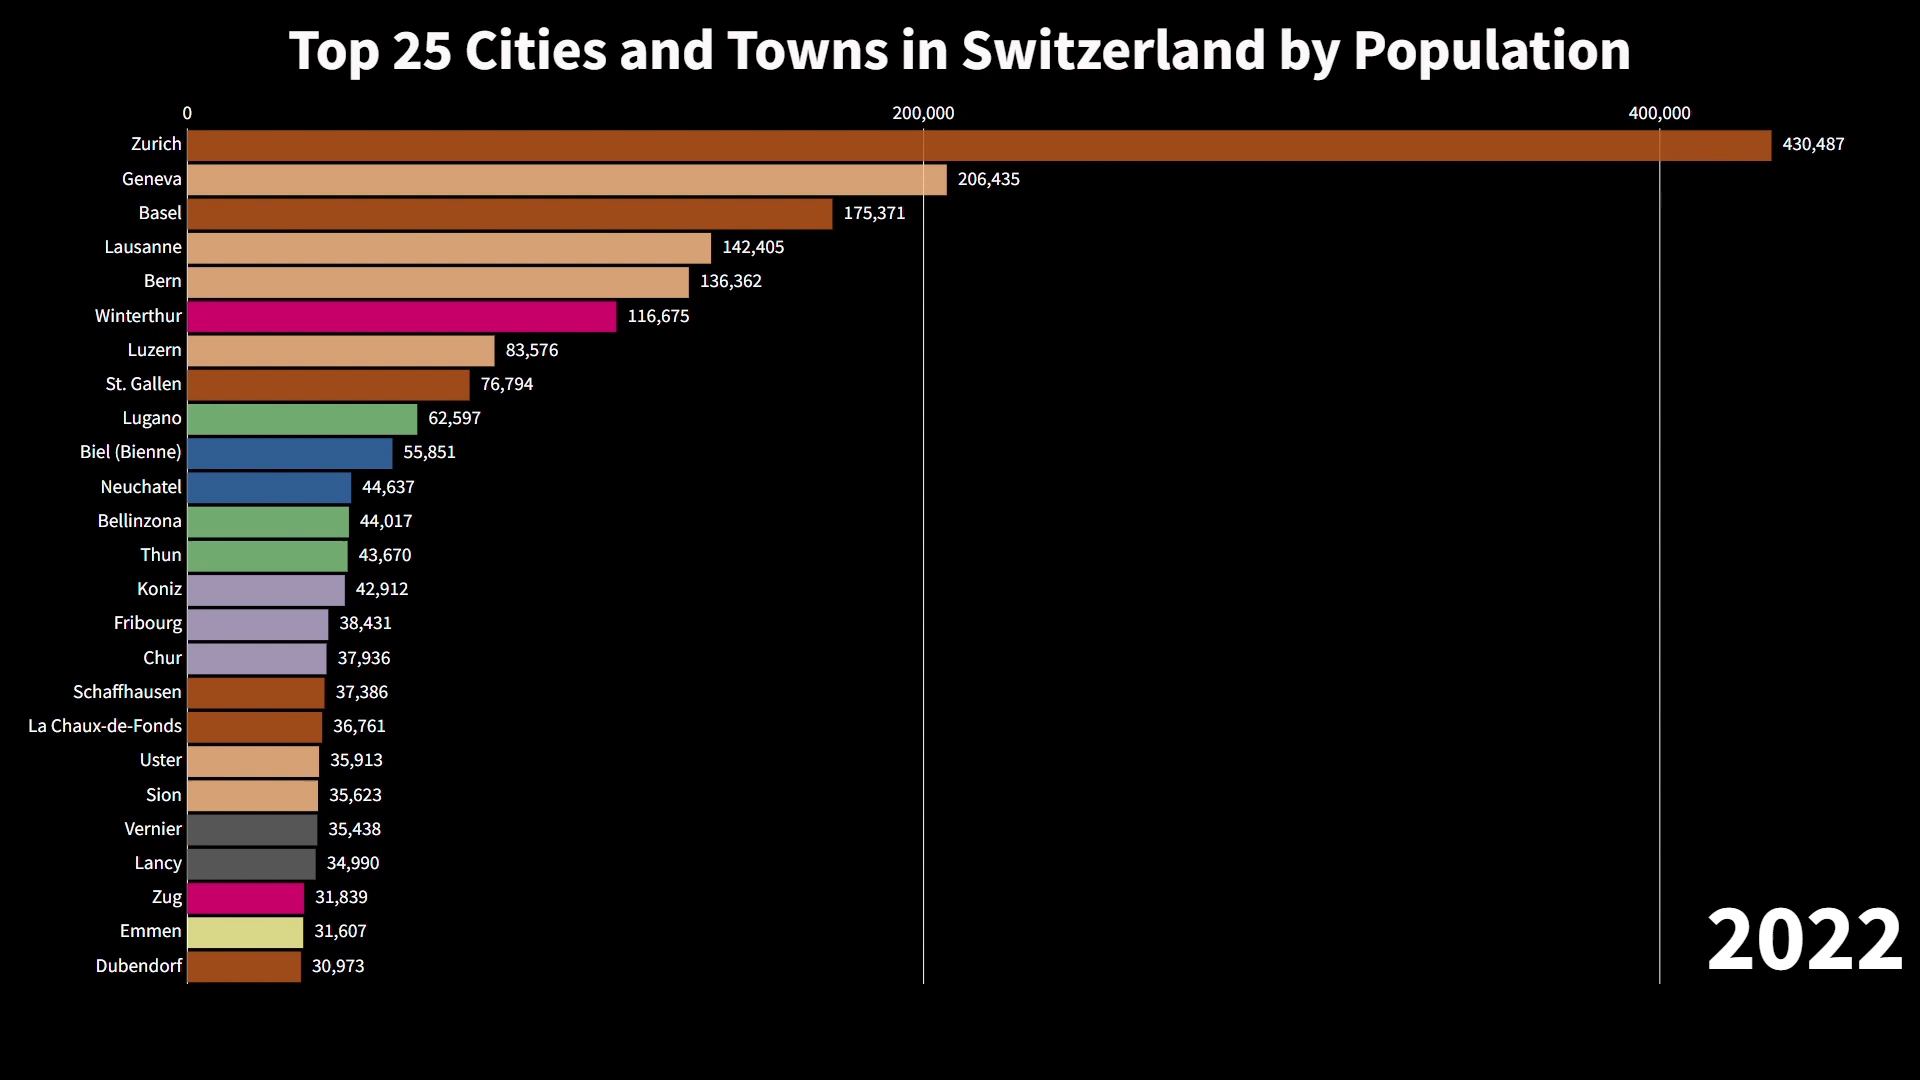 Top 25 Cities and Towns in Switzerland by Population
0 200,000 400,000
Zurich 430,487
Geneva 206,435
Basel 175,371
Lausanne 142,405
Bern 136,362
Winterthur 116,675
Luzern 83,576
St. Gallen 76,794
Lugano 62,597
Biel (Bienne) 55,851
Neuchatel 44,637
Bellinzona 44,017
Thun 43,670
Koniz 42,912
Fribourg 38,431
Chur 37,936
Schaffhausen 37,386
La Chaux-de-Fonds 36,761
Uster 35,913
Sion 35,623
Vernier 35,438
Lancy 34,990
Zug 31,839
Emmen 31,607
Dubendorf 30,973
2022